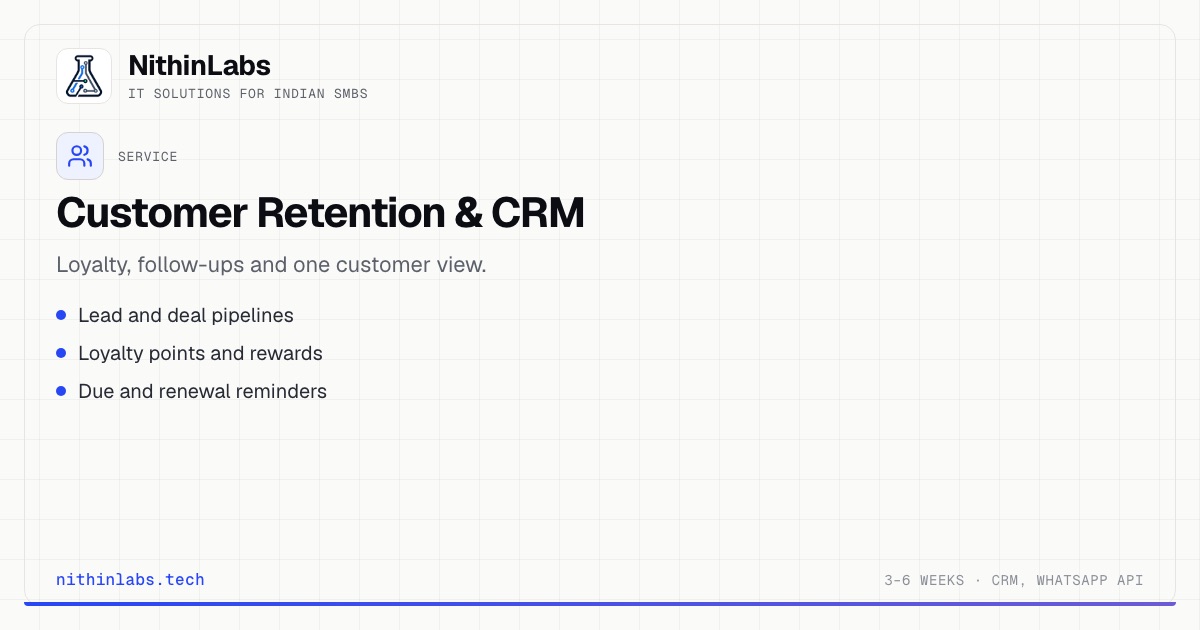 NithinLabs
IT SOLUTIONS FOR INDIAN SMBS
SERVICE
Customer Retention & CRM
Loyalty, follow-ups and one customer view.
Lead and deal pipelines
Loyalty points and rewards
Due and renewal reminders
nithinlabs.tech
3–6 WEEKS · CRM, WHATSAPP API